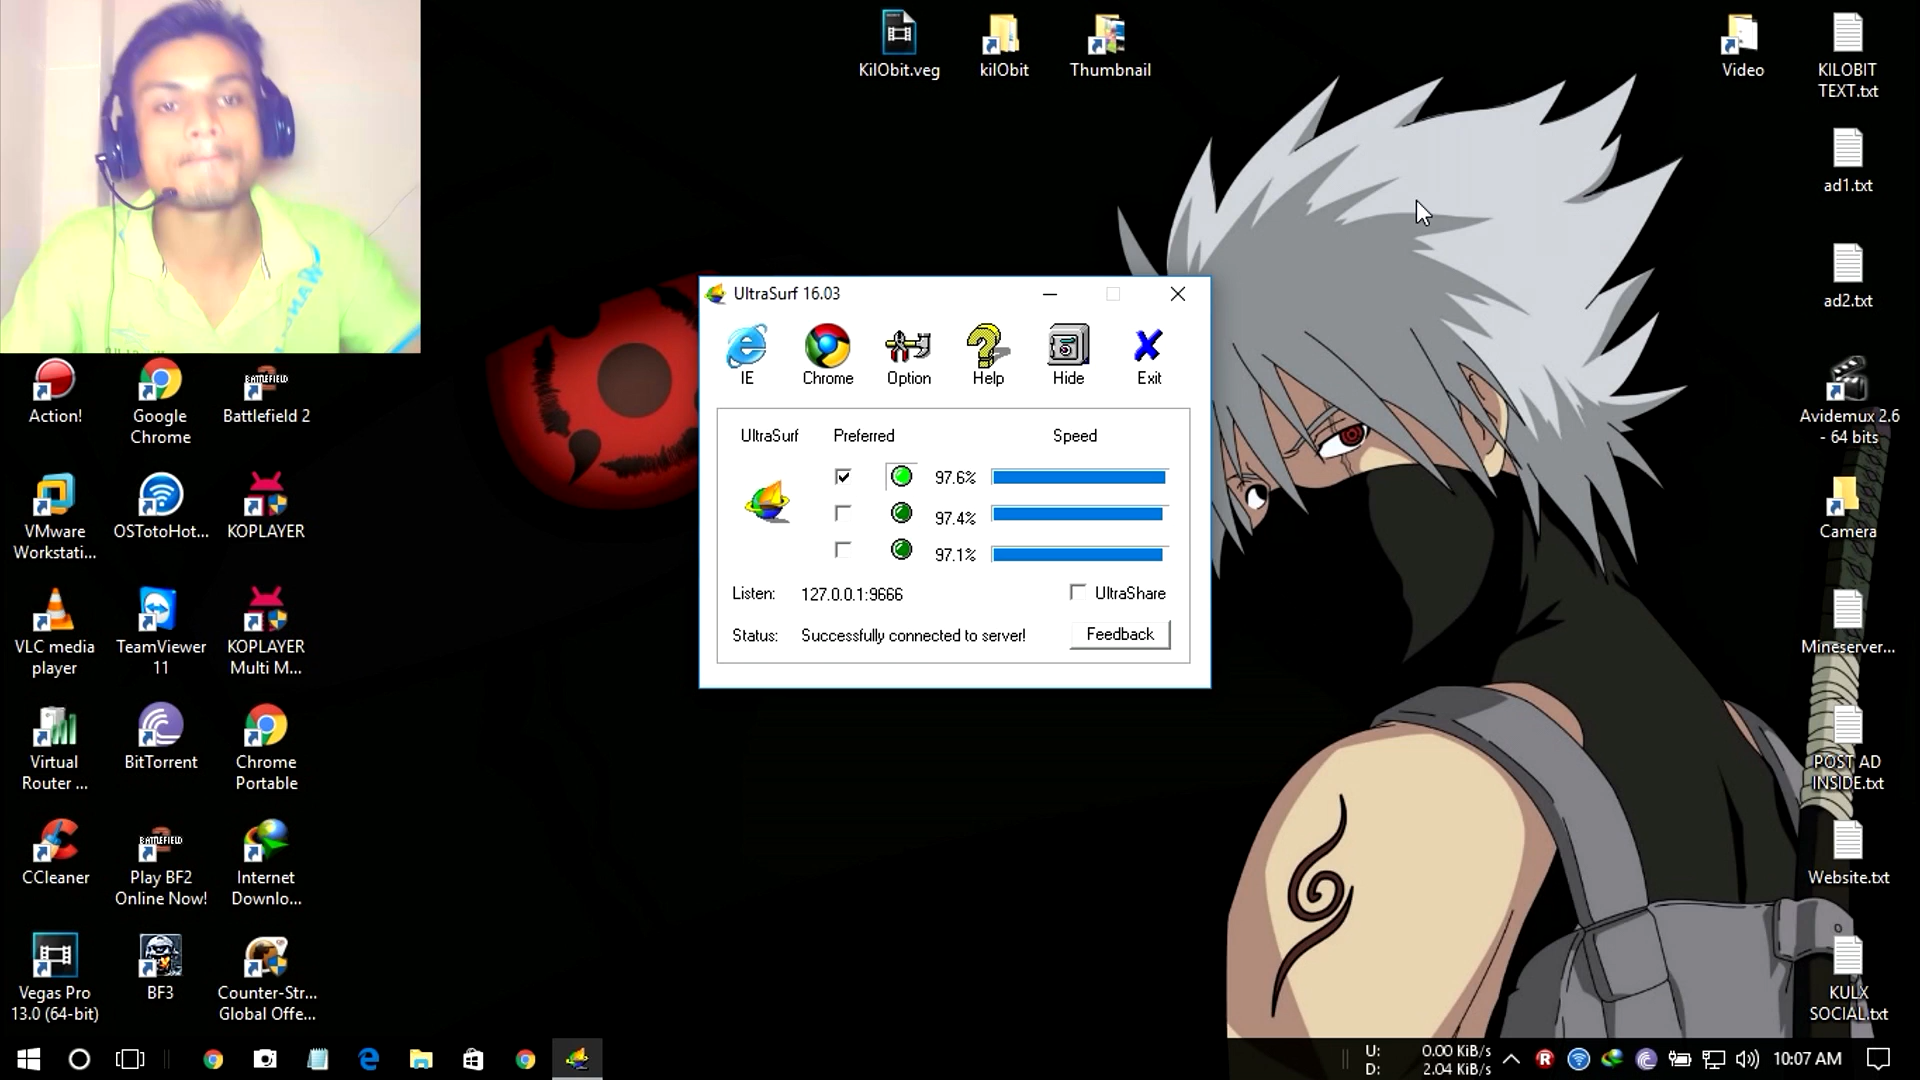 KilObit.veg
kilObit
Thumbnail
Video
KILOBIT
TEXT.txt
ad1.txt
ad2.txt
Avidemux 2.6
- 64 bits
Camera
Mineserver...
POST AD
INSIDE.txt
Website.txt
KULX
SOCIAL.txt
UltraSurf 16.03
IE
Chrome
Option
Help
Hide
Exit
UltraSurf Preferred Speed
97.6%
97.4%
97.1%
Listen: 127.0.0.1:9666 UltraShare
Status: Successfully connected to server! Feedback
Action!
Google
Chrome
BATTLEFIELD
Battlefield 2
VMware
Workstati...
OSTotoHot...
KOPLAYER
VLC media
player
TeamViewer
11
KOPLAYER
Multi M...
Virtual
Router ...
BitTorrent
Chrome
Portable
CCleaner
BATTLEFIELD
Play BF2
Online Now!
Internet
Downlo...
Vegas Pro
13.0 (64-bit)
BF3
Counter-Str...
Global Offe...
U: 0.00 KiB/s
D: 2.04 KiB/s
R
10:07 AM